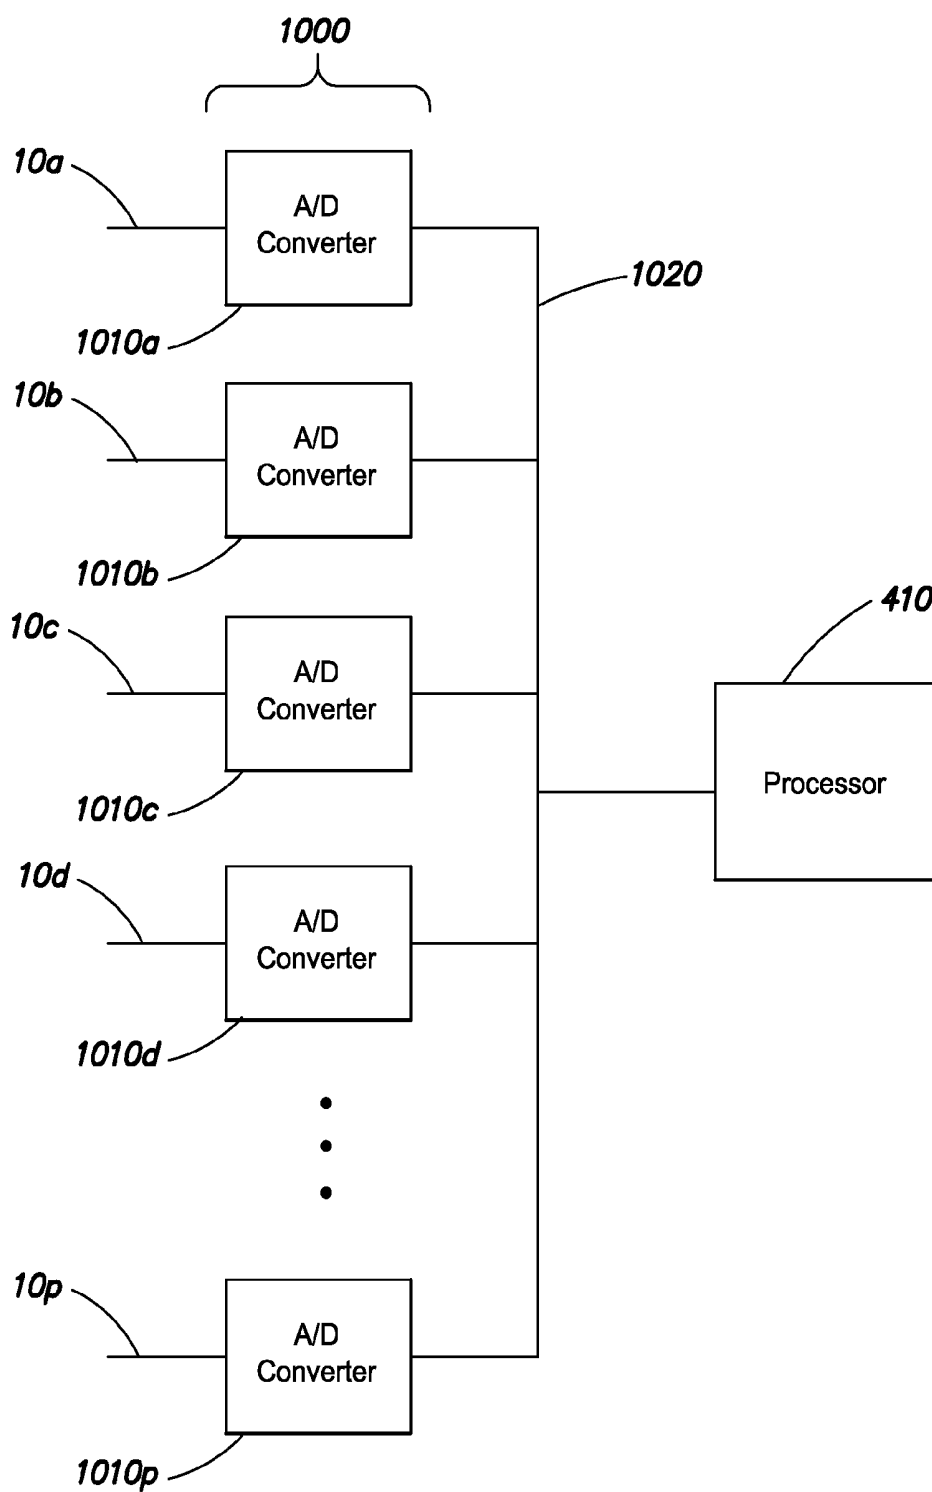 1000
10a
A/D
Converter
1020
1010a
10b
A/D
Converter
1010b
10c
A/D
Converter
410
1010c
Processor
10d
A/D
Converter
1010d
10p
A/D
Converter
1010p